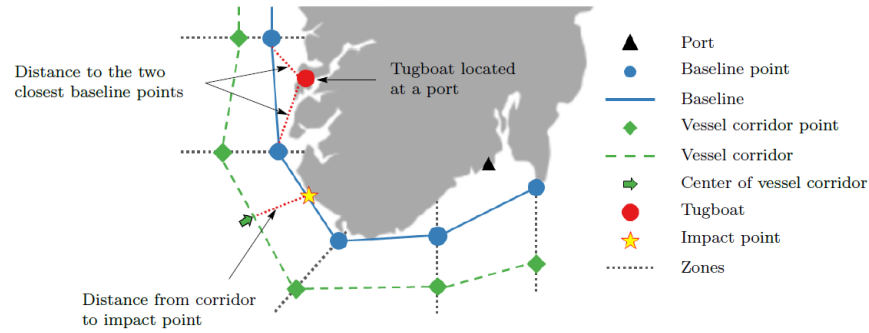 Distance to the two
closest baseline points
Tugboat located
at a port
Distance from corridor
to impact point
Port
Baseline point
Baseline
Vessel corridor point
Vessel corridor
Center of vessel corridor
Tugboat
Impact point
Zones